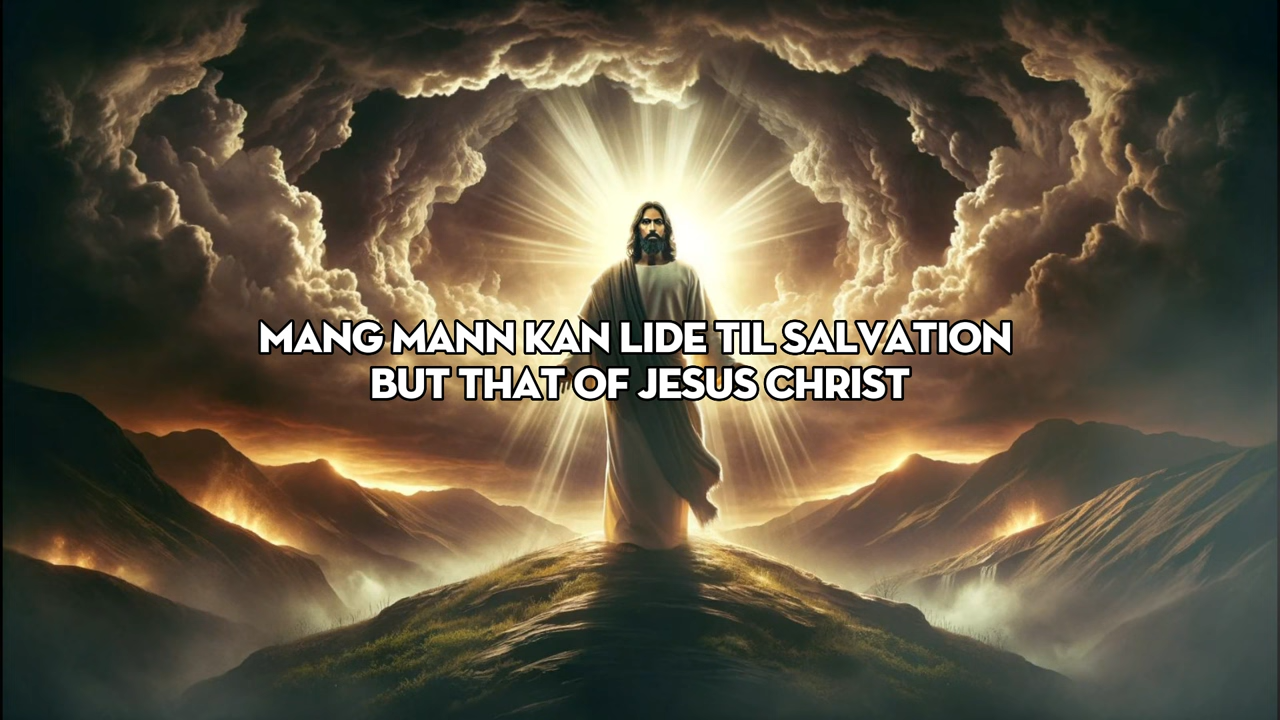 MANG MANN KAN LIDE TIL SALVATION
BUT THAT OF JESUS CHRIST